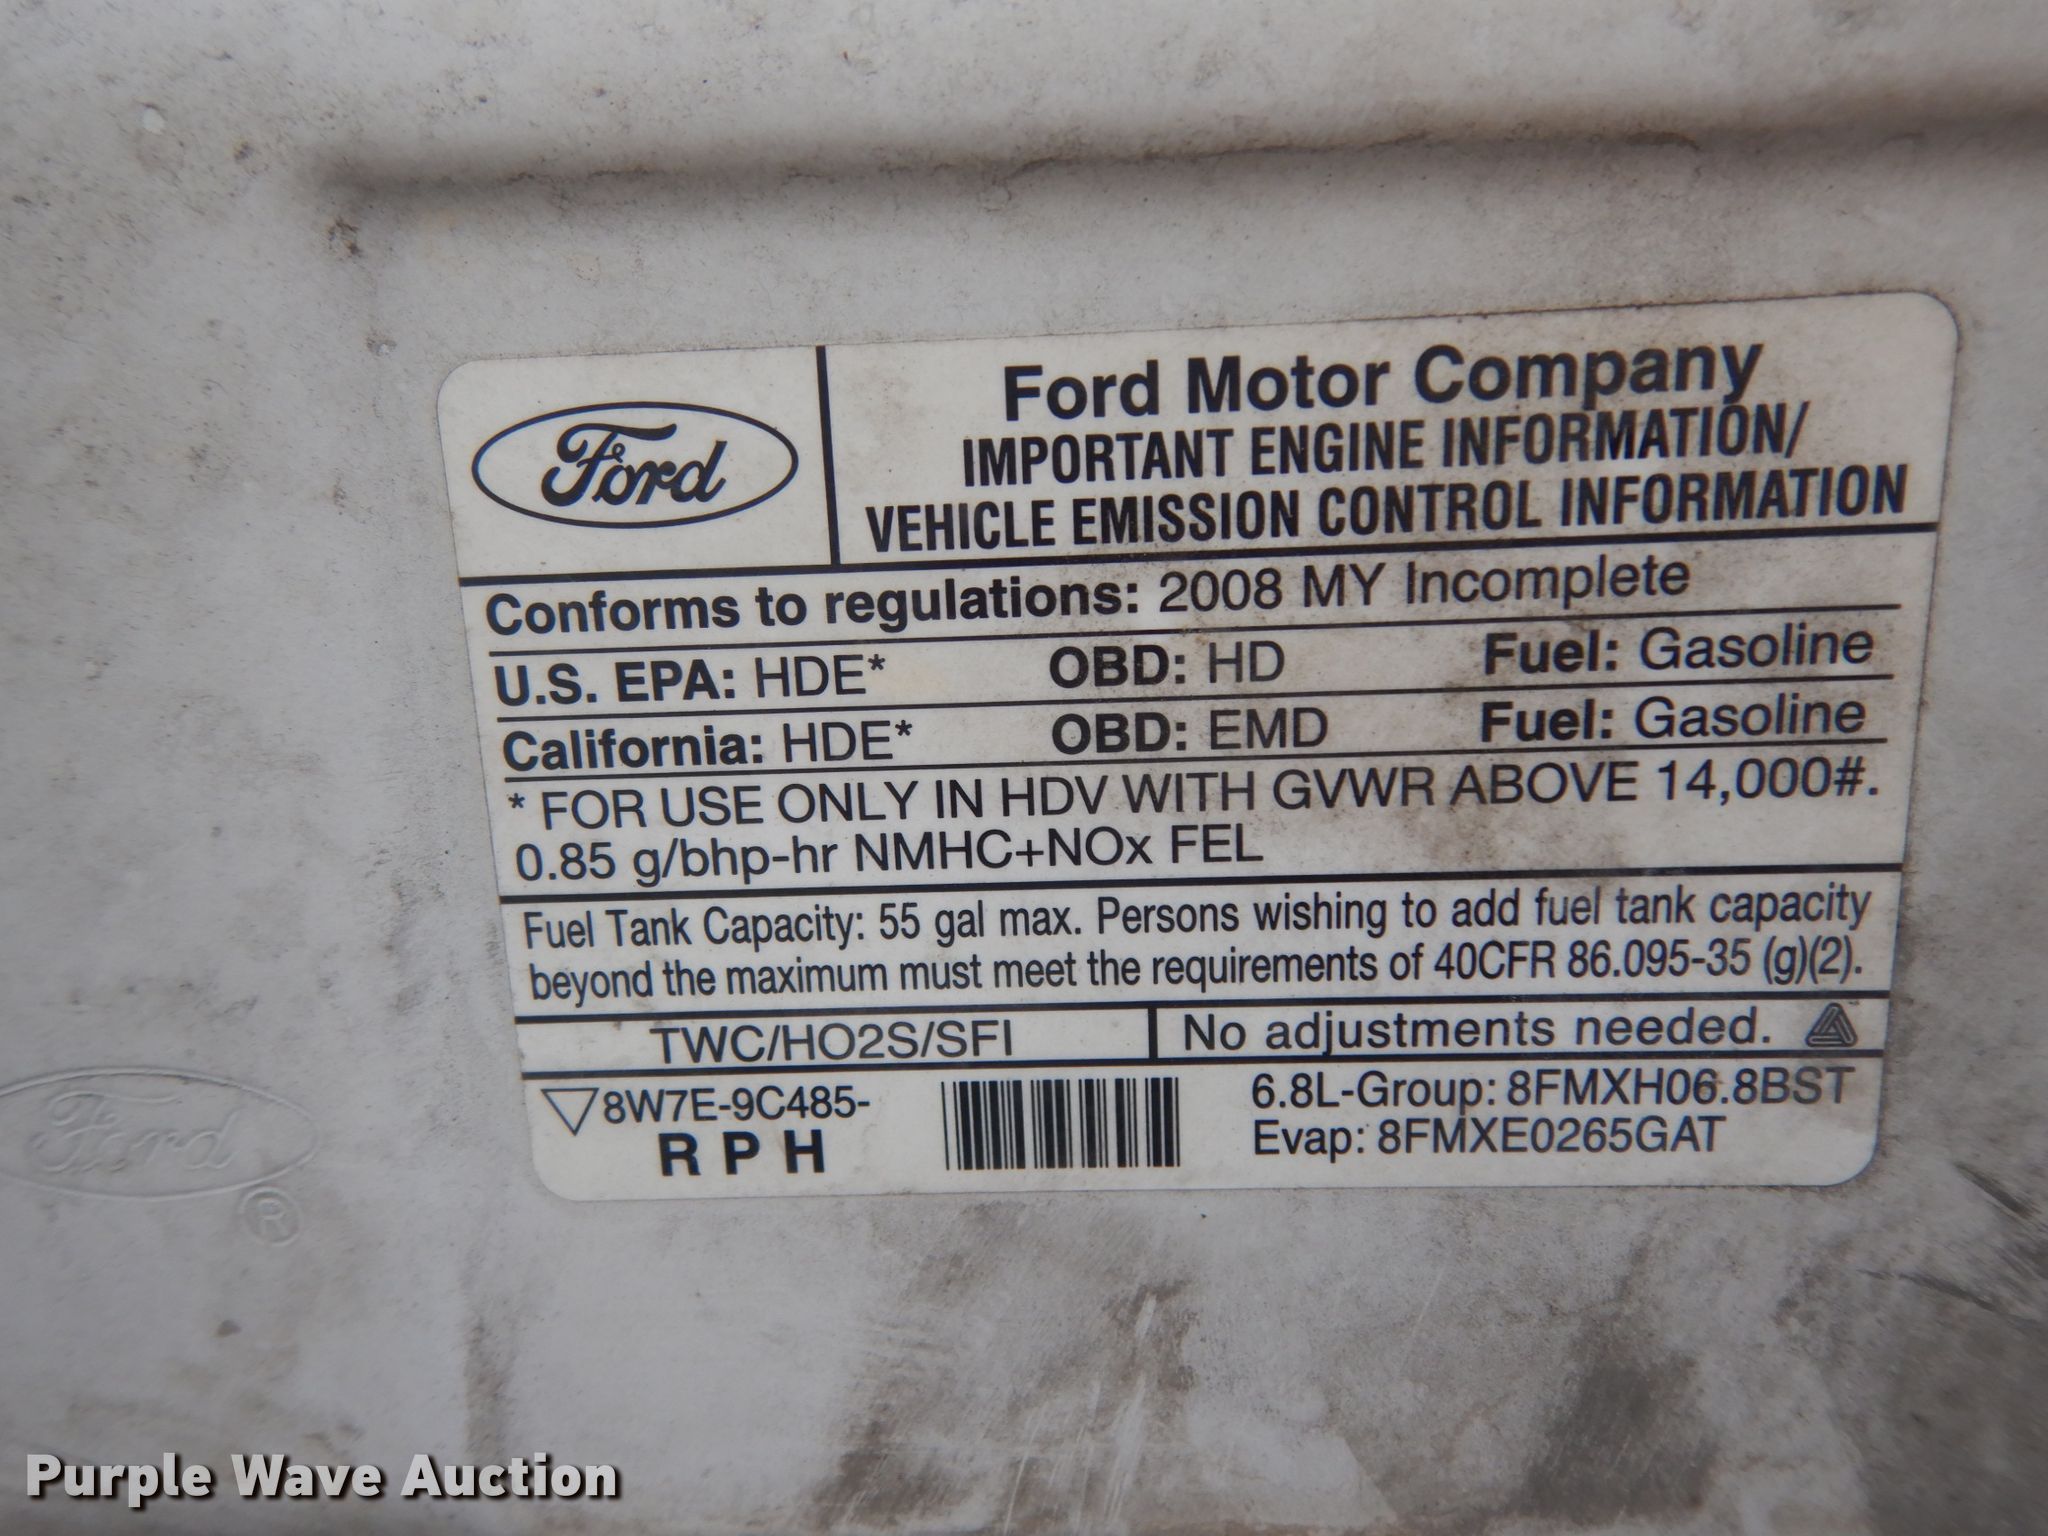 Ford
Ford Motor Company
IMPORTANT ENGINE INFORMATION/
VEHICLE EMISSION CONTROL INFORMATION
Conforms to regulations: 2008 MY Incomplete
U.S. EPA: HDE* OBD: HD Fuel: Gasoline
California: HDE* OBD: EMD Fuel: Gasoline
* FOR USE ONLY IN HDV WITH GVWR ABOVE 14,000#.
0.85 g/bhp-hr NMHC+NOx FEL
Fuel Tank Capacity: 55 gal max. Persons wishing to add fuel tank capacity
beyond the maximum must meet the requirements of 40CFR 86.095-35 (g)(2).
TWC/HO2S/SFI No adjustments needed.
8W7E-9C485-
R P H
6.8L-Group: 8FMXH06.8BST
Evap: 8FMXE0265GAT
Ford ®
Purple Wave Auction